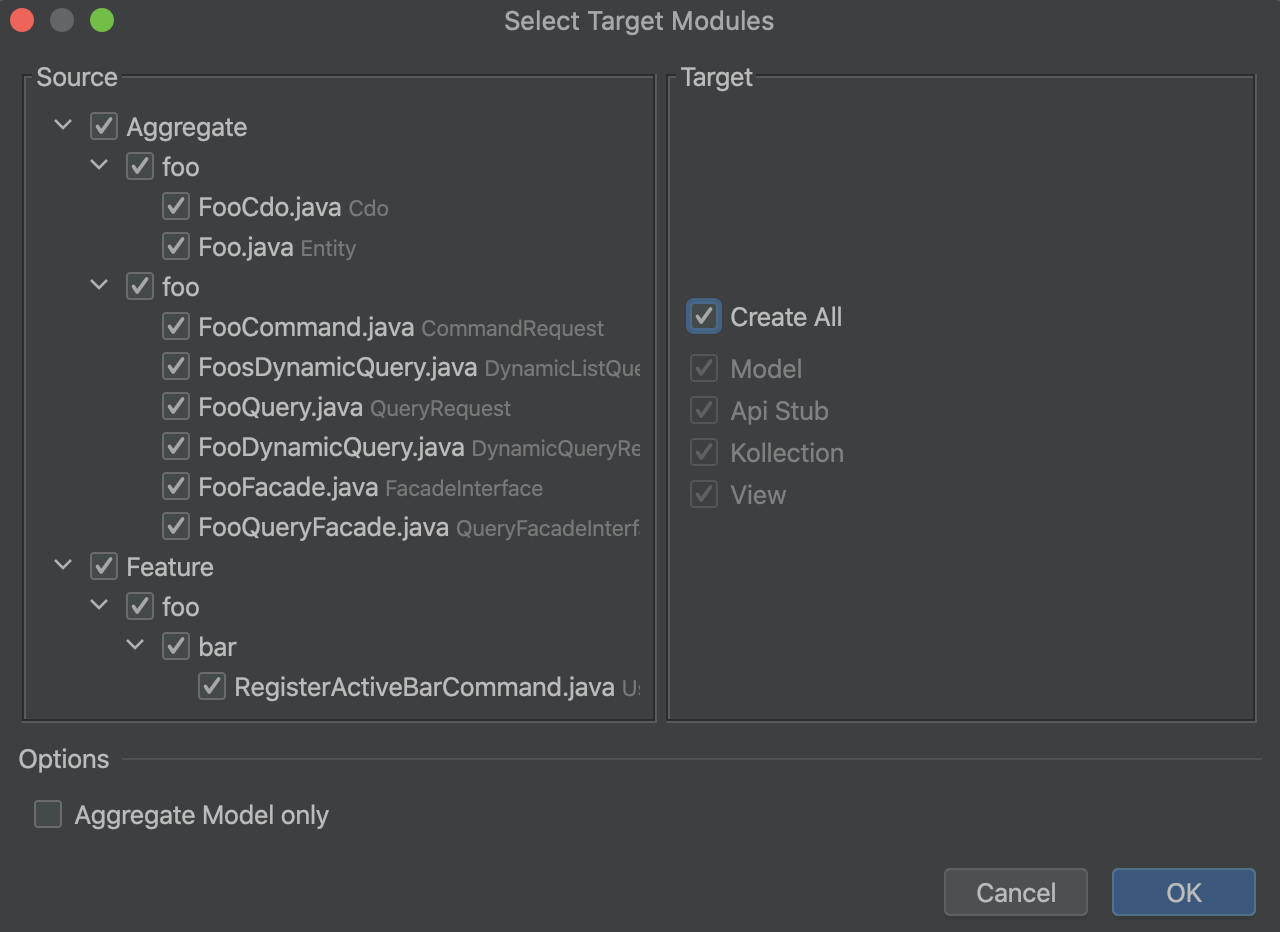 Select Target Modules
Source
Aggregate
foo
FooCdo.java Cdo
Foo.java Entity
foo
FooCommand.java CommandRequest
FoosDynamicQuery.java DynamicListQue
FooQuery.java QueryRequest
FooDynamicQuery.java DynamicQueryRe
FooFacade.java FacadeInterface
FooQueryFacade.java QueryFacadeInterf
Feature
foo
bar
RegisterActiveBarCommand.java
Target
Create All
Model
Api Stub
Kollection
View
Options
Aggregate Model only
Cancel
OK